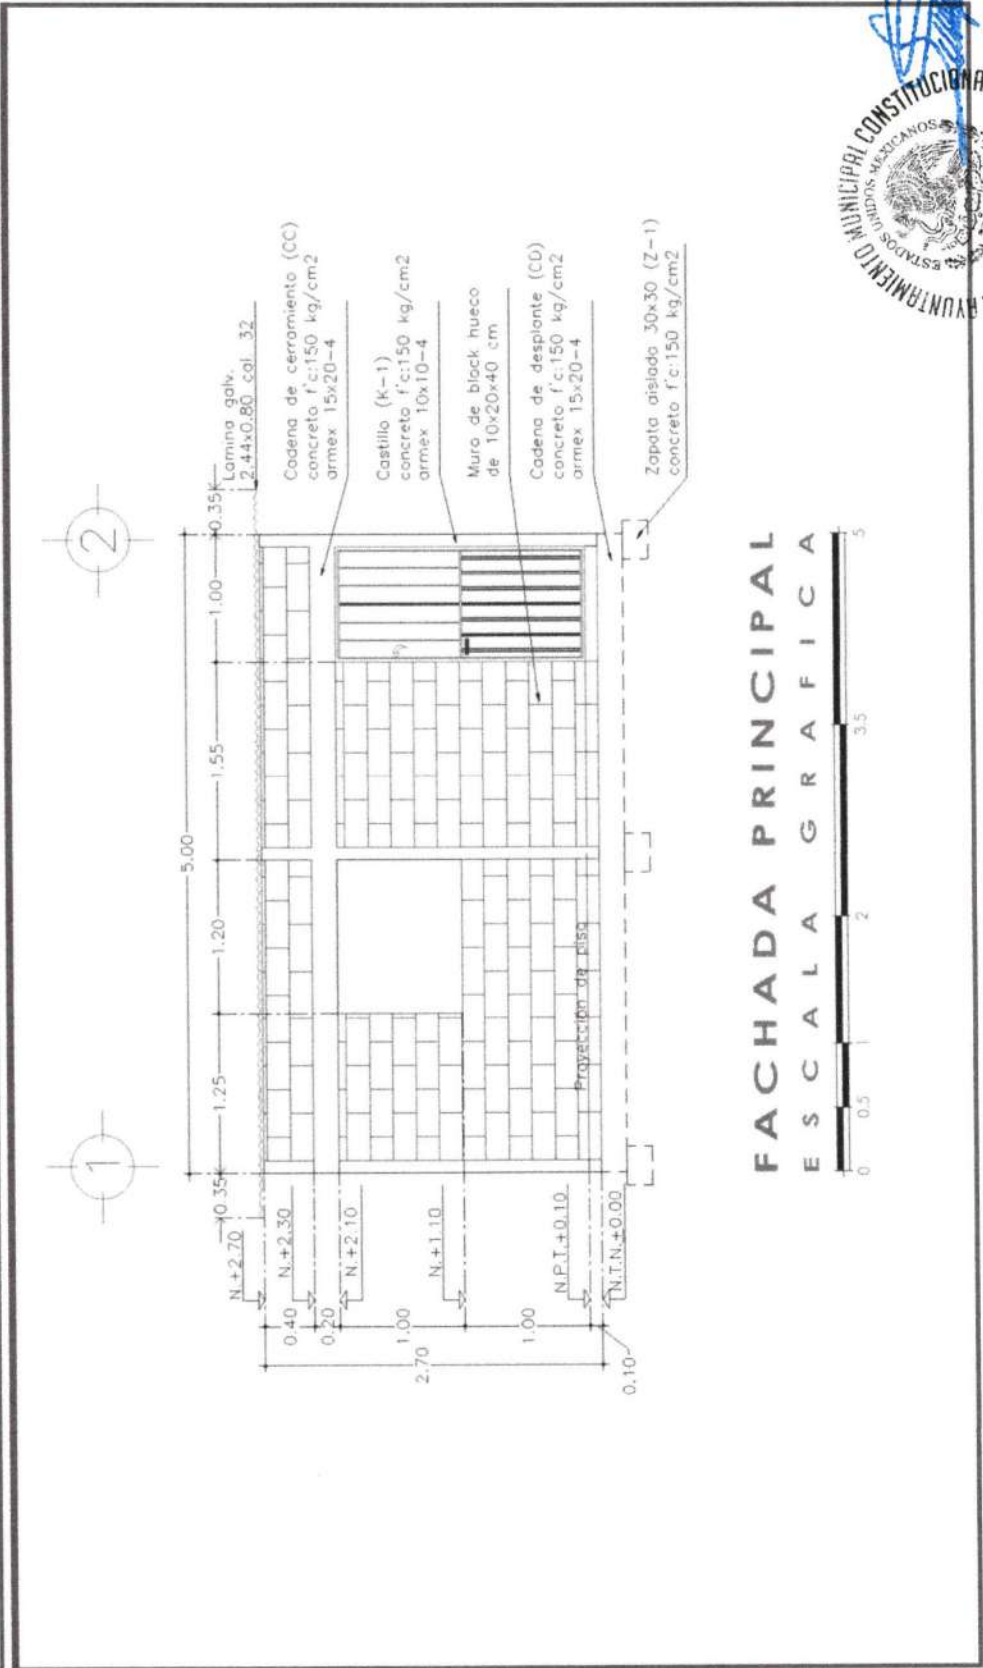 1
2
5.00
0.35
1.25
1.20
1.55
1.00
0.35
Lamina galv.
2.44x0.80 cal 32
Cadena de cerramiento (CC)
concreto f'c:150 kg/cm2
armex 15x20-4
Castillo (K-1)
concreto f'c:150 kg/cm2
armex 10x10-4
Muro de block hueco
de 10x20x40 cm
Cadena de desplante (CD)
concreto f'c:150 kg/cm2
armex 15x20-4
Zapata aislada 30x30 (Z-1)
concreto f'c:150 kg/cm2
N.+2.70
N.+2.30
N.+2.10
N.+1.10
N.P.T.+0.10
N.T.N.+0.00
0.40
0.20
1.00
1.00
2.70
0.10
Proyección de piso
FACHADA PRINCIPAL
ESCALA GRAFICA
0 0.5 1 2 3.5 5
AYUNTAMIENTO MUNICIPAL CONSTITUCIONA
ESTADOS UNIDOS MEXICANOS